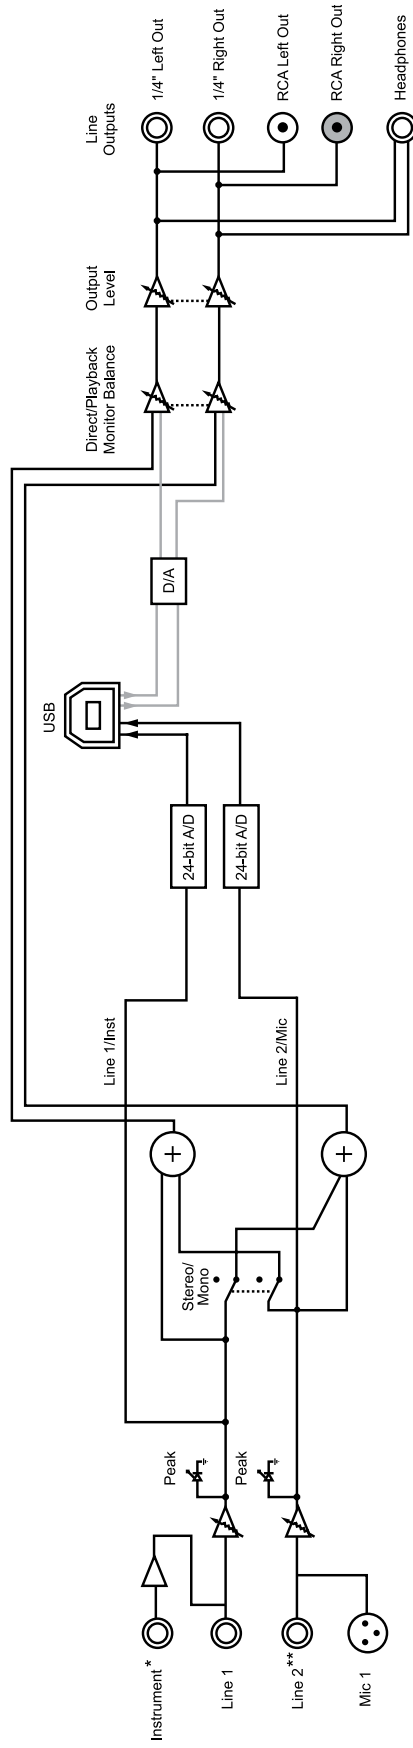 Instrument *
Line 1
Line 2**
Mic 1
Peak
Peak
Stereo/
Mono
+
+
Line 1/Inst
Line 2/Mic
24-bit A/D
24-bit A/D
USB
D/A
Direct/Playback
Monitor Balance
Output
Level
Line
Outputs
1/4" Left Out
1/4" Right Out
RCA Left Out
RCA Right Out
Headphones